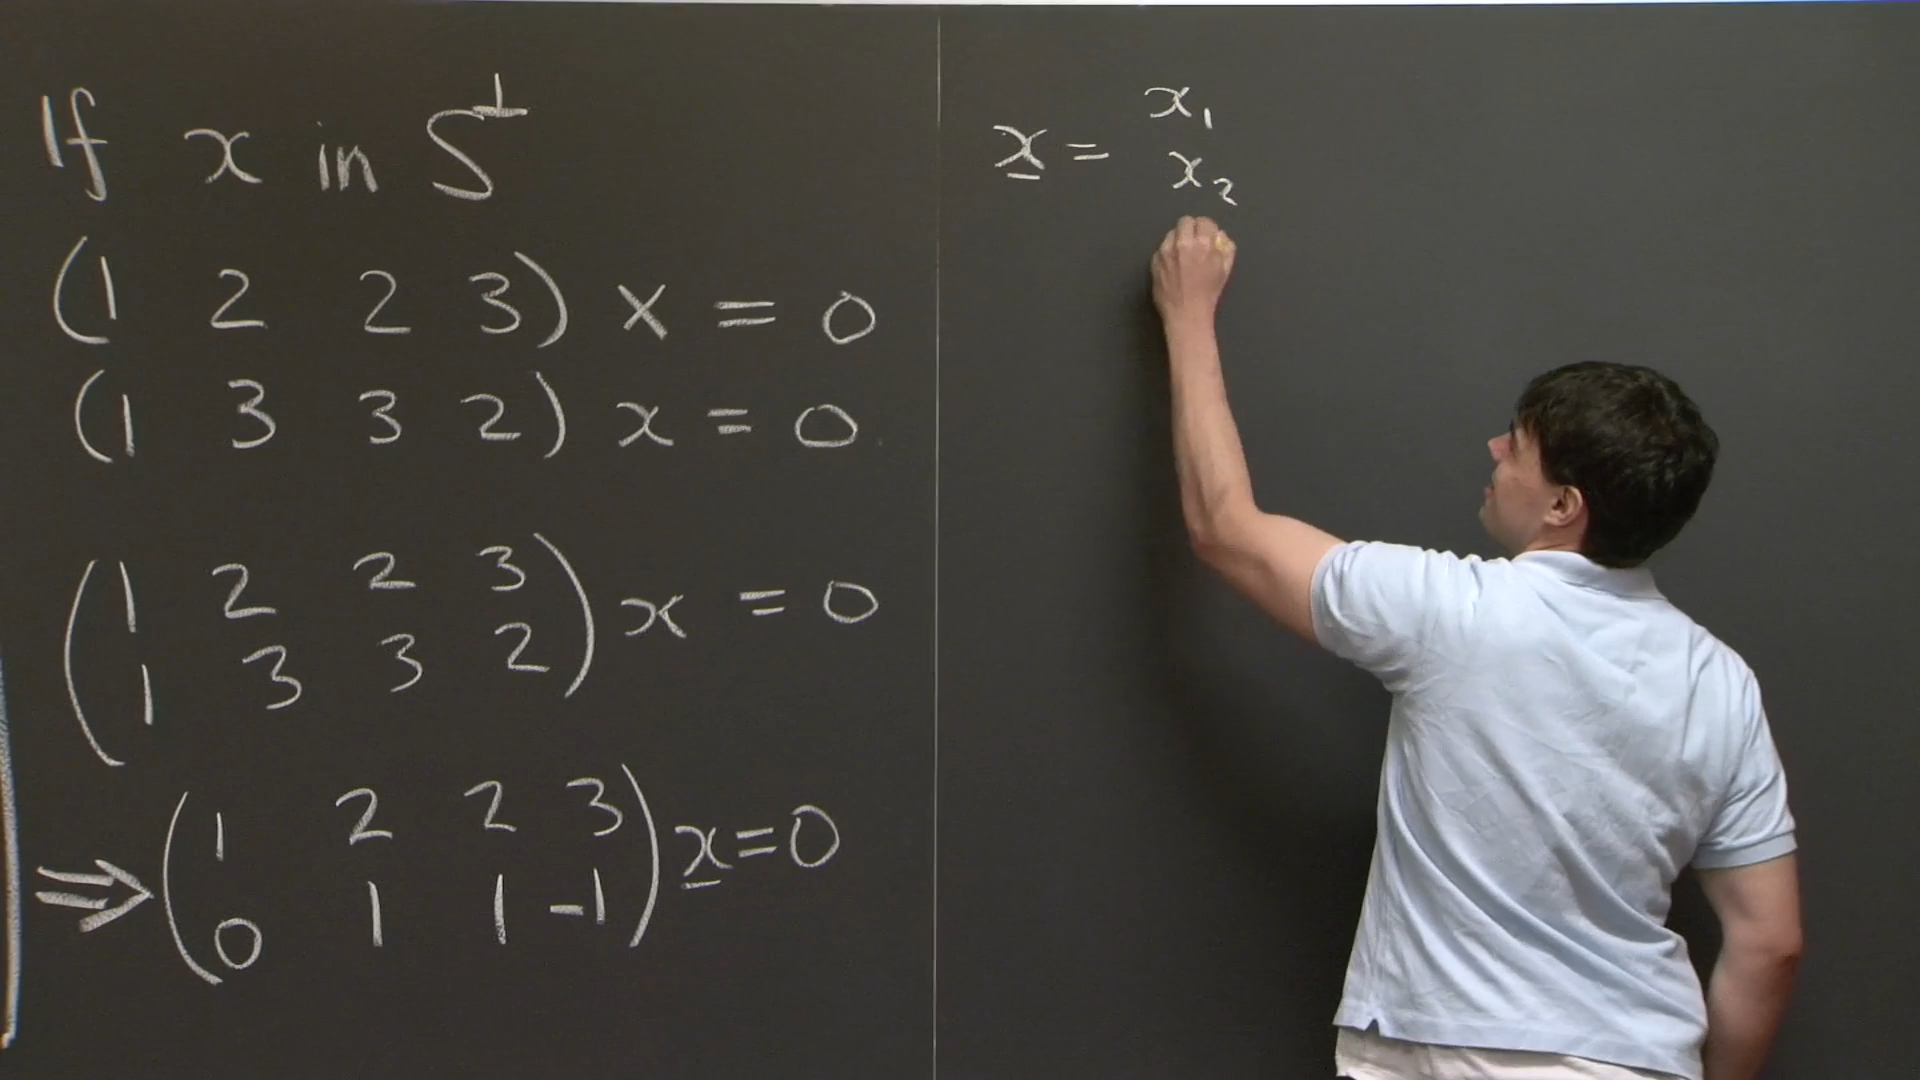 If x in S⊥
(1 2 2 3) x = 0
(1 3 3 2) x = 0
(1 2 2 3
1 3 3 2) x = 0
⇒ (1 2 2 3
0 1 1 -1) x = 0
x = x₁
x₂